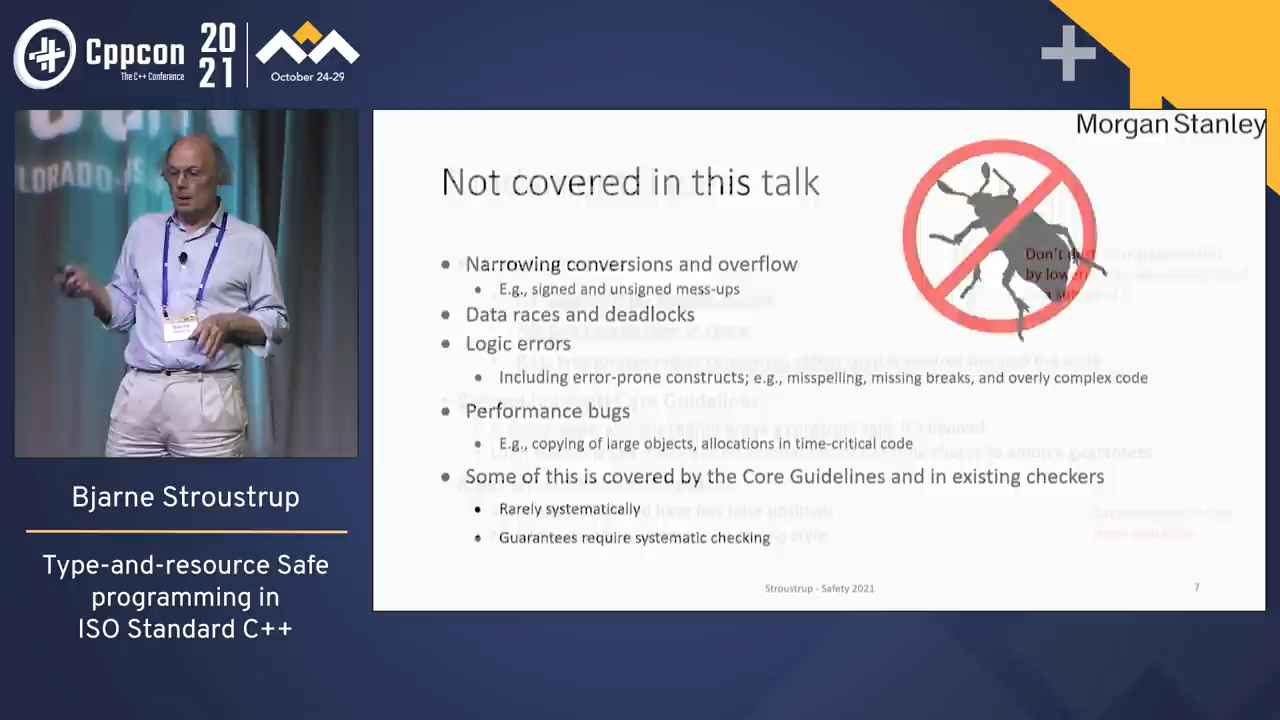 Cppcon
The C++ Conference
20
21
October 24-29
Morgan Stanley
Not covered in this talk
• Narrowing conversions and overflow
• E.g., signed and unsigned mess-ups
• Data races and deadlocks
• Logic errors
• Including error-prone constructs; e.g., misspelling, missing breaks, and overly complex code
• Performance bugs
• E.g., copying of large objects, allocations in time-critical code
• Some of this is covered by the Core Guidelines and in existing checkers
• Rarely systematically
• Guarantees require systematic checking
Stroustrup - Safety 2021
7
Bjarne Stroustrup
Type-and-resource Safe
programming in
ISO Standard C++